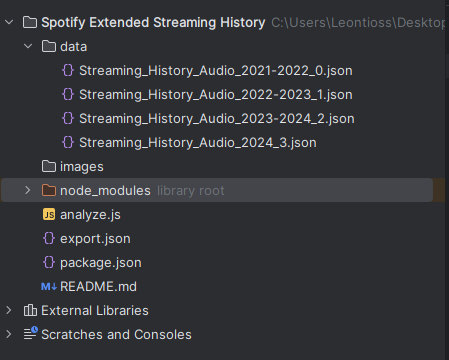 Spotify Extended Streaming History C:\Users\Leontioss\Desktop
data
Streaming_History_Audio_2021-2022_0.json
Streaming_History_Audio_2022-2023_1.json
Streaming_History_Audio_2023-2024_2.json
Streaming_History_Audio_2024_3.json
images
node_modules library root
JS analyze.js
export.json
package.json
M↓ README.md
External Libraries
Scratches and Consoles